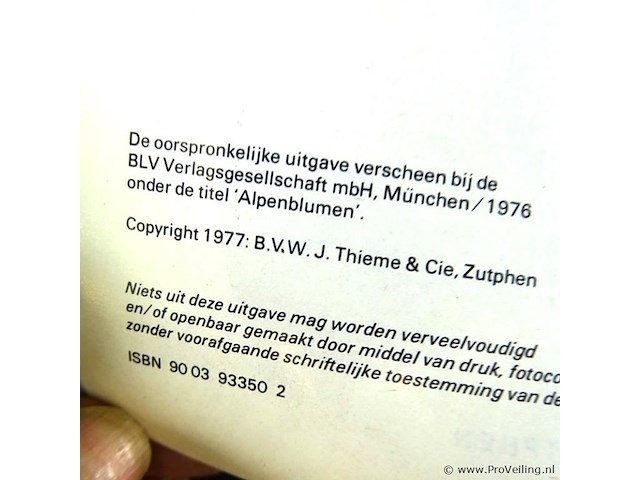 De oorspronkelijke uitgave verscheen bij de
BLV Verlagsgesellschaft mbH, München/1976
onder de titel 'Alpenblumen'.
Copyright 1977: B.V.W. J. Thieme & Cie, Zutphen
Niets uit deze uitgave mag worden verveelvoudigd
en/of openbaar gemaakt door middel van druk, fotoco
zonder voorafgaande schriftelijke toestemming van de
ISBN 90 03 93350 2
© www.ProVeiling.nl